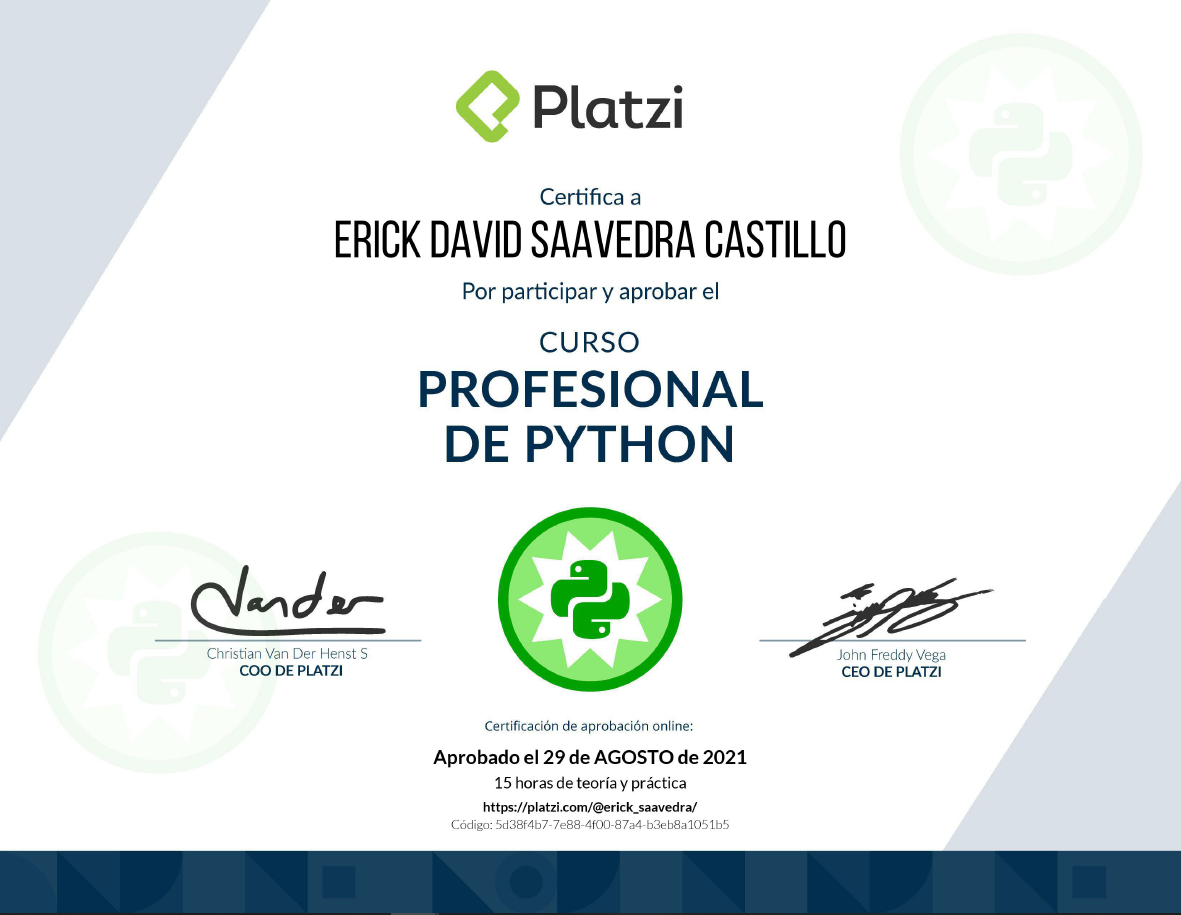 Platzi
Certifica a
ERICK DAVID SAAVEDRA CASTILLO
Por participar y aprobar el
CURSO
PROFESIONAL
DE PYTHON
Vander
Christian Van Der Henst S
COO DE PLATZI
John Freddy Vega
CEO DE PLATZI
Certificación de aprobación online:
Aprobado el 29 de AGOSTO de 2021
15 horas de teoría y práctica
https://platzi.com/@erick_saavedra/
Código: 5d38f4b7-7e88-4f00-87a4-b3eb8a1051b5